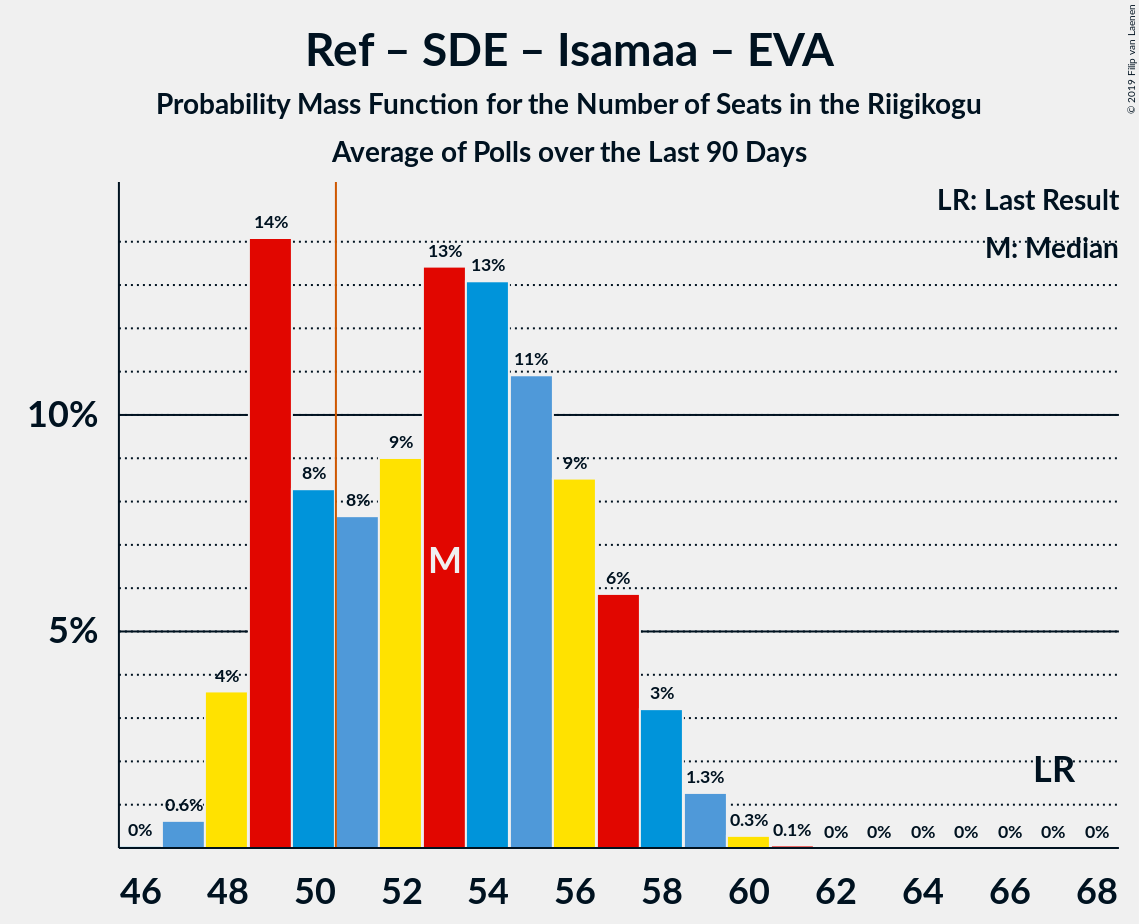 Ref – SDE – Isamaa – EVA
Probability Mass Function for the Number of Seats in the Riigikogu
Average of Polls over the Last 90 Days
© 2019 Filip van Laenen
LR: Last Result
M: Median
10%
5%
0%
0.6%
4%
14%
8%
8%
9%
13%
13%
11%
9%
6%
3%
1.3%
0.3%
0.1%
0%
0%
0%
0%
0%
0%
0%
M
LR
46 48 50 52 54 56 58 60 62 64 66 68